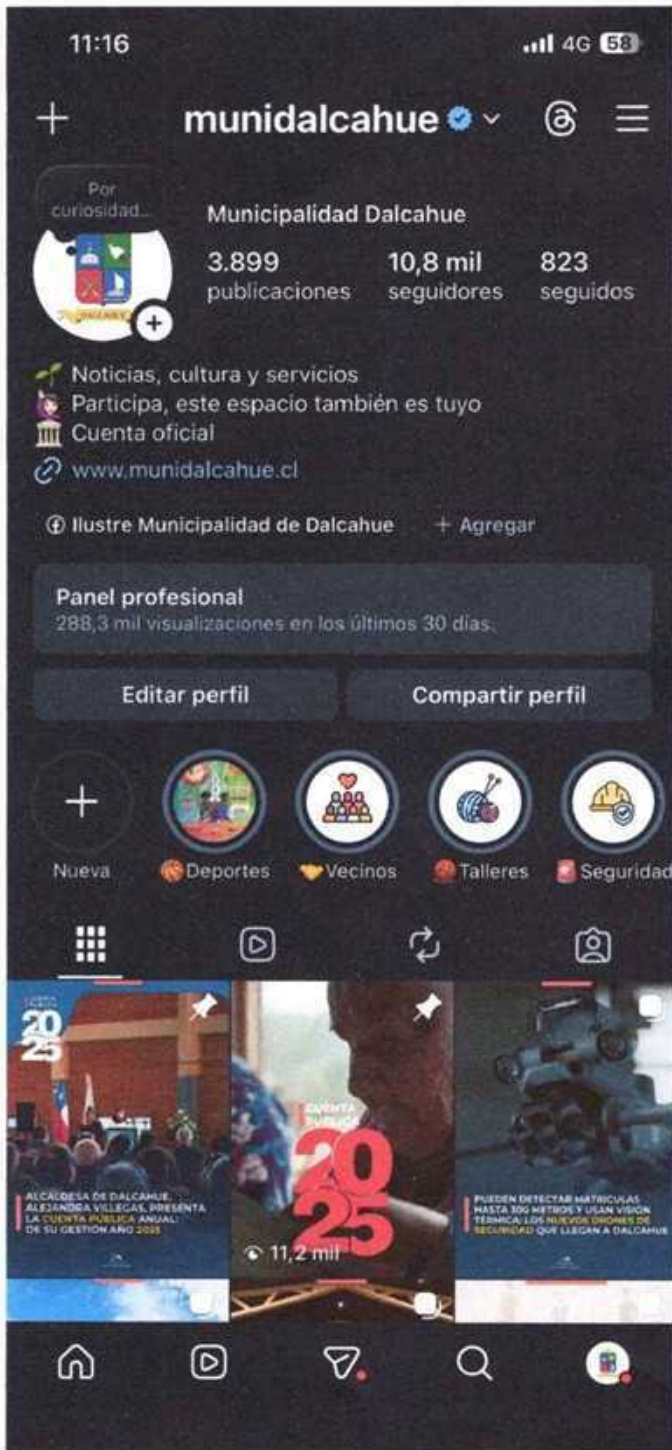 11:16
4G 58
munidalcahue
Por
curiosidad...
Municipalidad Dalcahue
3.899
publicaciones
10,8 mil
seguidores
823
seguidos
Noticias, cultura y servicios
Participa, este espacio también es tuyo
Cuenta oficial
www.munidalcahue.cl
Ilustre Municipalidad de Dalcahue
+ Agregar
Panel profesional
288,3 mil visualizaciones en los últimos 30 días.
Editar perfil
Compartir perfil
Nueva
Deportes
Vecinos
Talleres
Seguridad
CUENTA
PÚBLICA
2025
ALCALDESA DE DALCAHUE,
ALEJANDRA VILLEGAS, PRESENTA
LA CUENTA PÚBLICA ANUAL:
DE SU GESTIÓN AÑO 2025
CUENTA
PÚBLICA
2025
11,2 mil
PUEDEN DETECTAR MATRÍCULAS
HASTA 300 METROS Y USAN VISIÓN
TÉRMICA: LOS NUEVOS DRONES DE
SEGURIDAD QUE LLEGAN A DALCAHUE